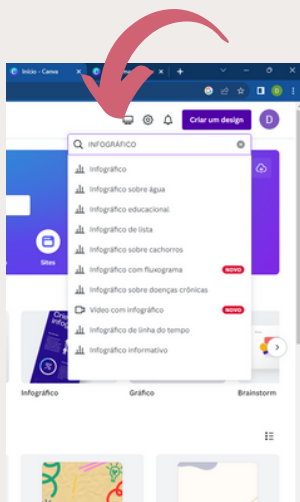 Início - Canva
Criar um design
D
INFOGRÁFICO
Infográfico
Infográfico sobre água
Infográfico educacional
Infográfico de lista
Infográfico sobre cachorros
Infográfico com fluxograma NOVO
Infográfico sobre doenças crônicas
Vídeo com infográfico NOVO
Infográfico de linha do tempo
Infográfico informativo
Sites
Infográfico
Gráfico
Brainstorm